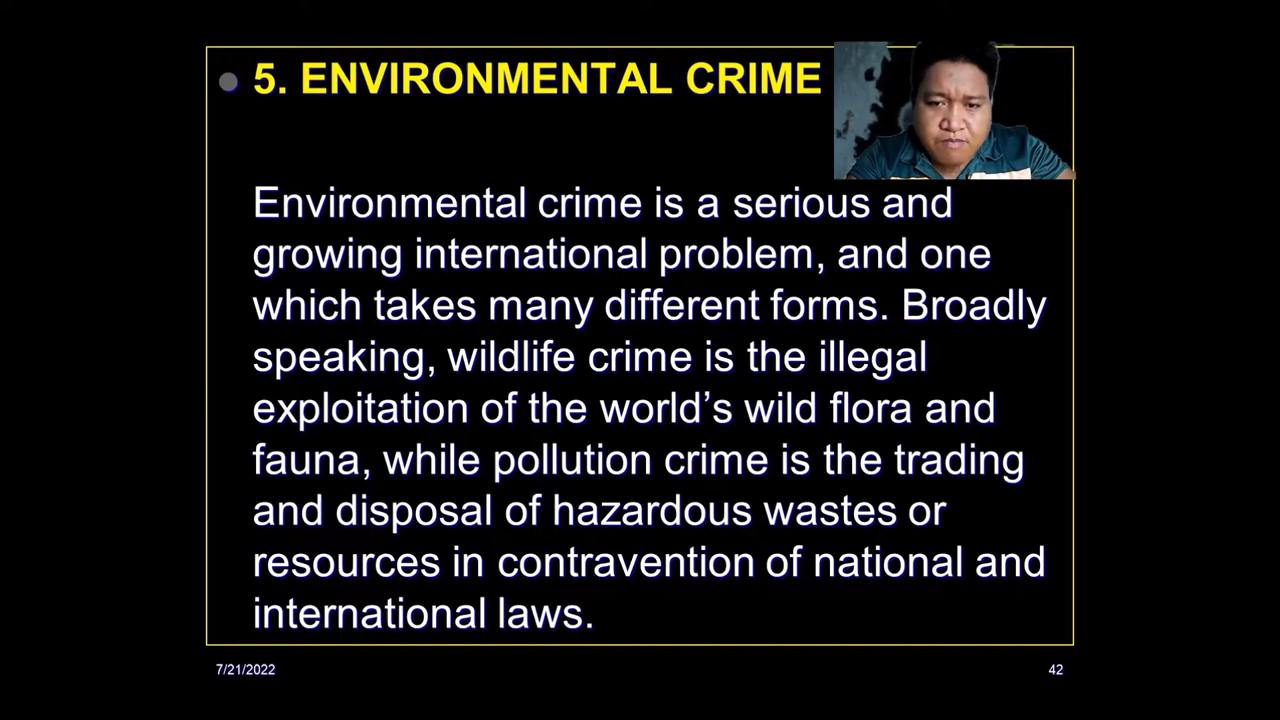 5. ENVIRONMENTAL CRIME
Environmental crime is a serious and
growing international problem, and one
which takes many different forms. Broadly
speaking, wildlife crime is the illegal
exploitation of the world’s wild flora and
fauna, while pollution crime is the trading
and disposal of hazardous wastes or
resources in contravention of national and
international laws.
7/21/2022
42